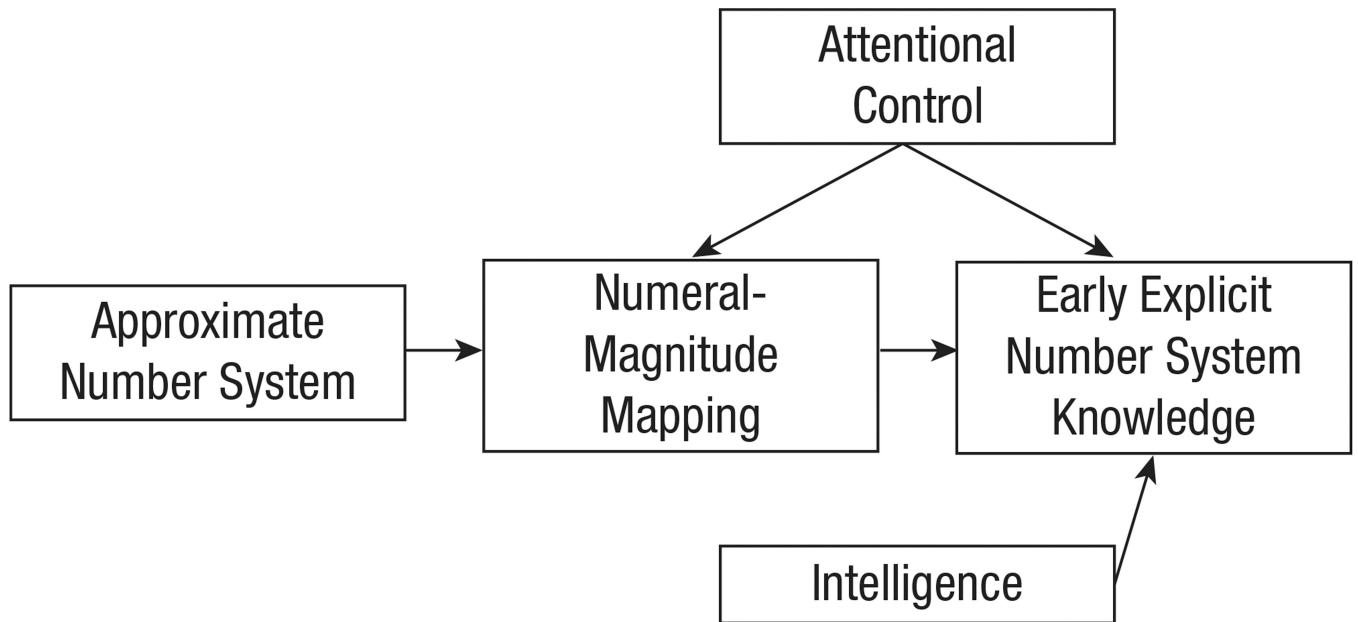 Attentional
Control
Approximate
Number System
Numeral-
Magnitude
Mapping
Early Explicit
Number System
Knowledge
Intelligence